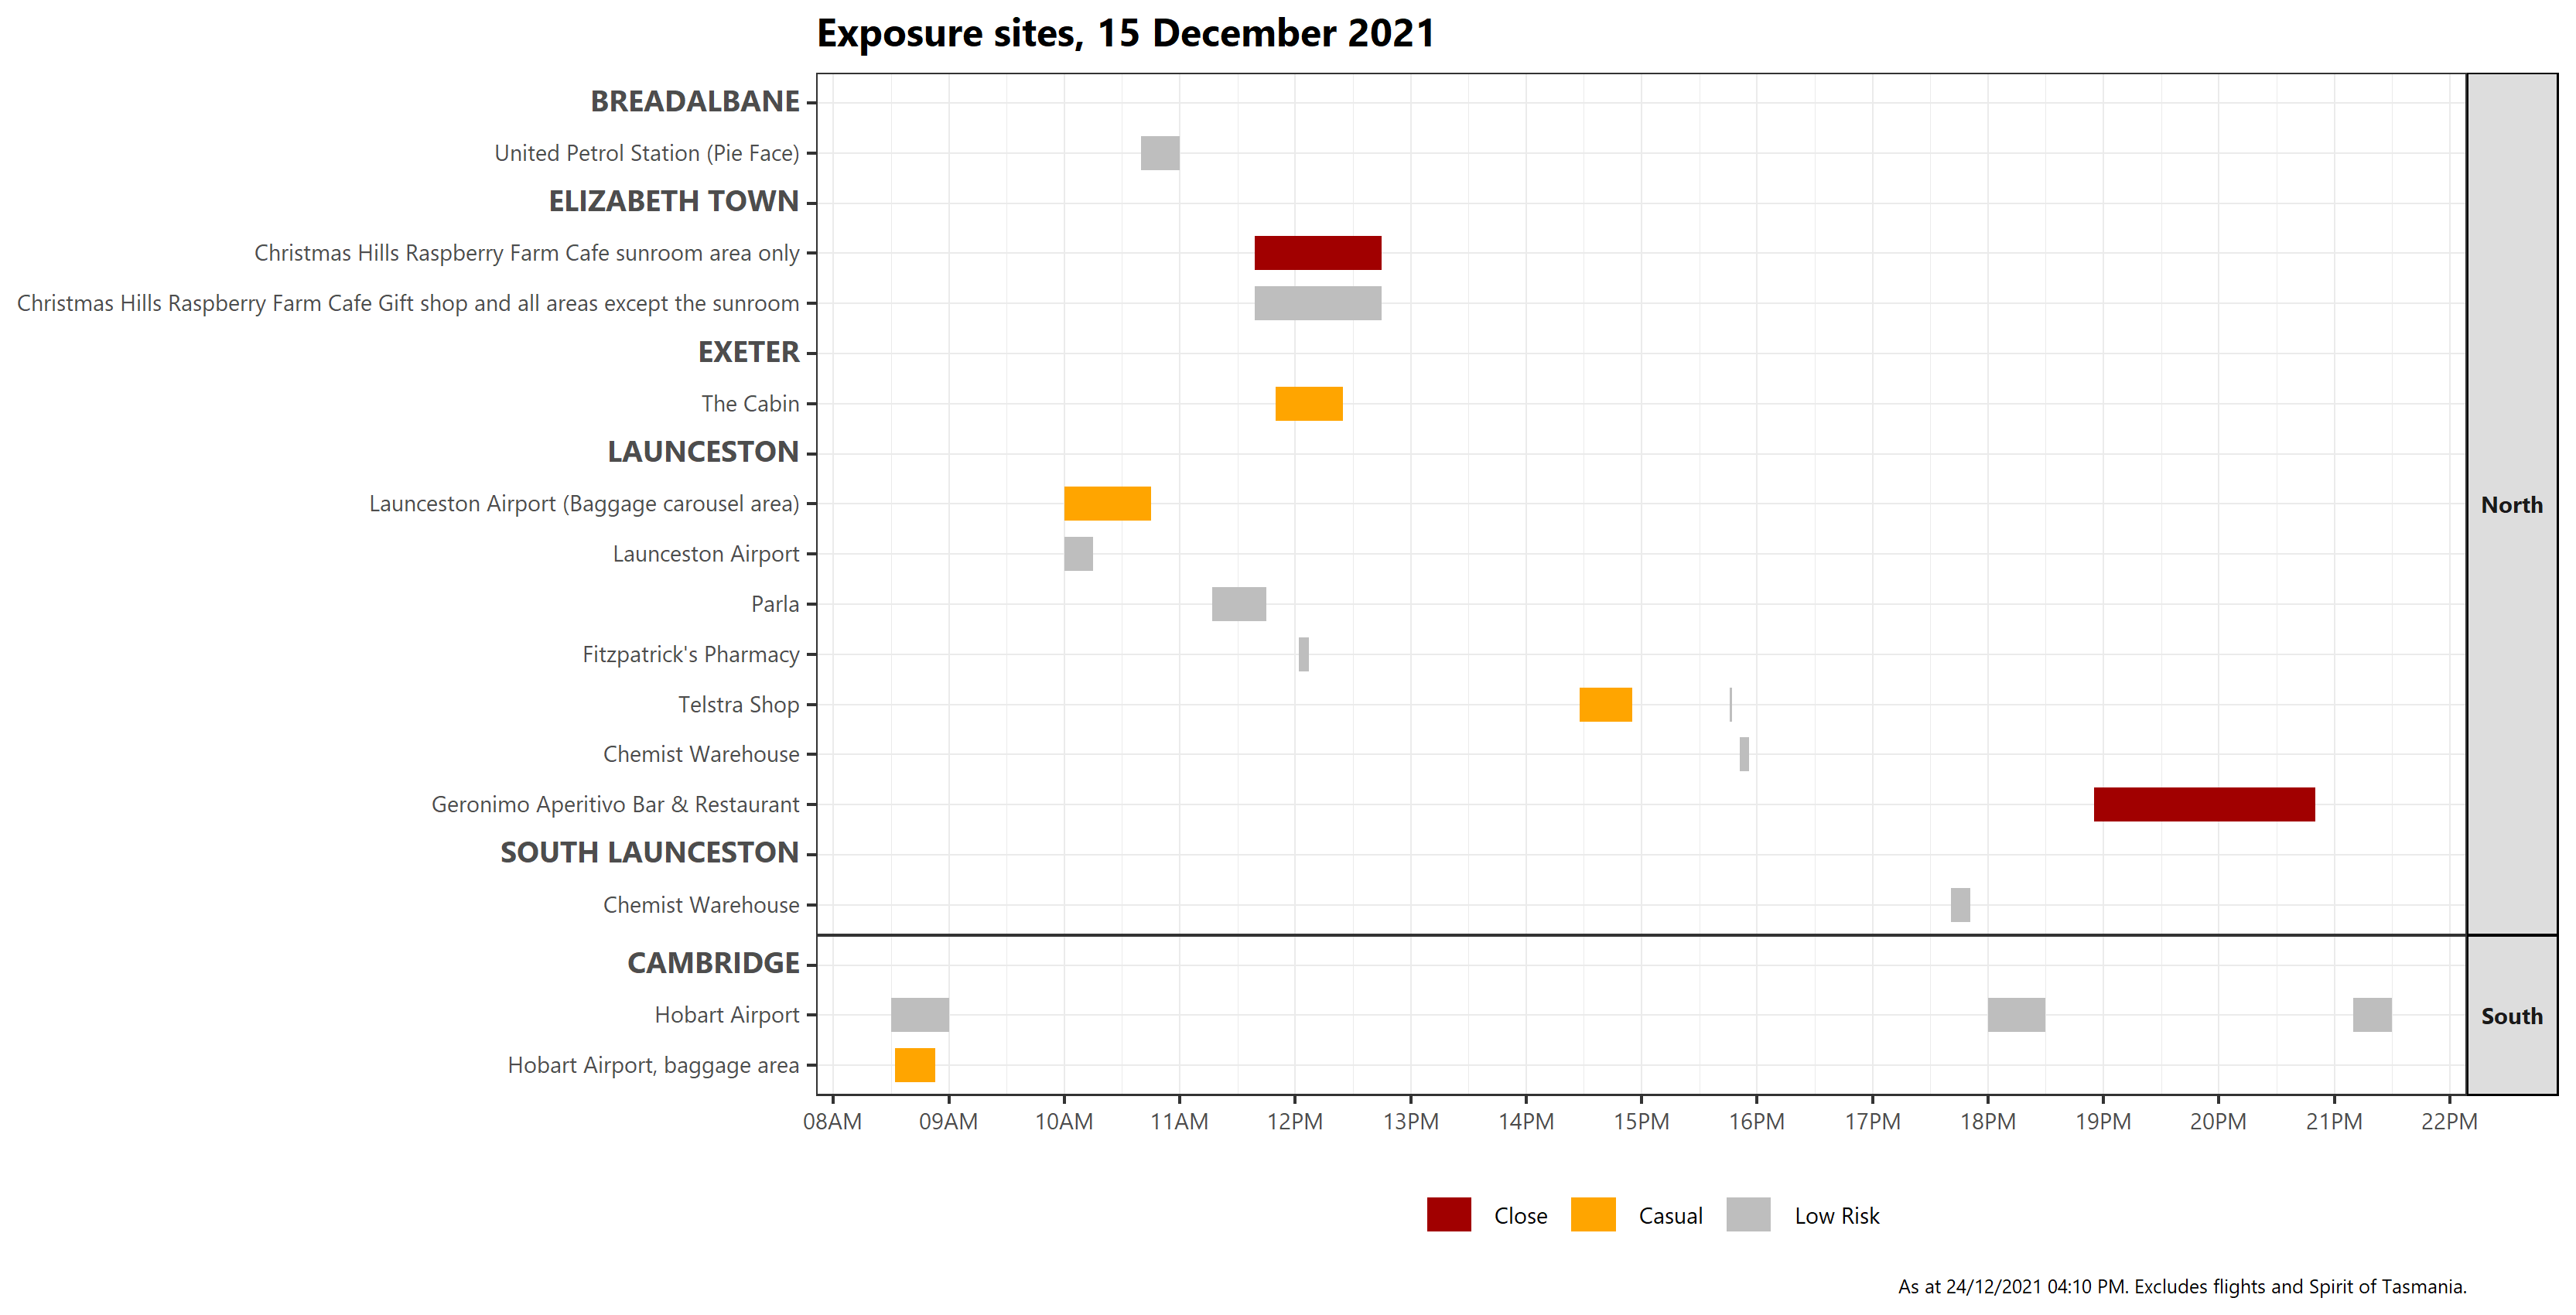 Exposure sites, 15 December 2021
BREADALBANE
United Petrol Station (Pie Face)
ELIZABETH TOWN
Christmas Hills Raspberry Farm Cafe sunroom area only
Christmas Hills Raspberry Farm Cafe Gift shop and all areas except the sunroom
EXETER
The Cabin
LAUNCESTON
Launceston Airport (Baggage carousel area)
Launceston Airport
Parla
Fitzpatrick's Pharmacy
Telstra Shop
Chemist Warehouse
Geronimo Aperitivo Bar & Restaurant
SOUTH LAUNCESTON
Chemist Warehouse
North
CAMBRIDGE
Hobart Airport
Hobart Airport, baggage area
South
08AM 09AM 10AM 11AM 12PM 13PM 14PM 15PM 16PM 17PM 18PM 19PM 20PM 21PM 22PM
Close Casual Low Risk
As at 24/12/2021 04:10 PM. Excludes flights and Spirit of Tasmania.